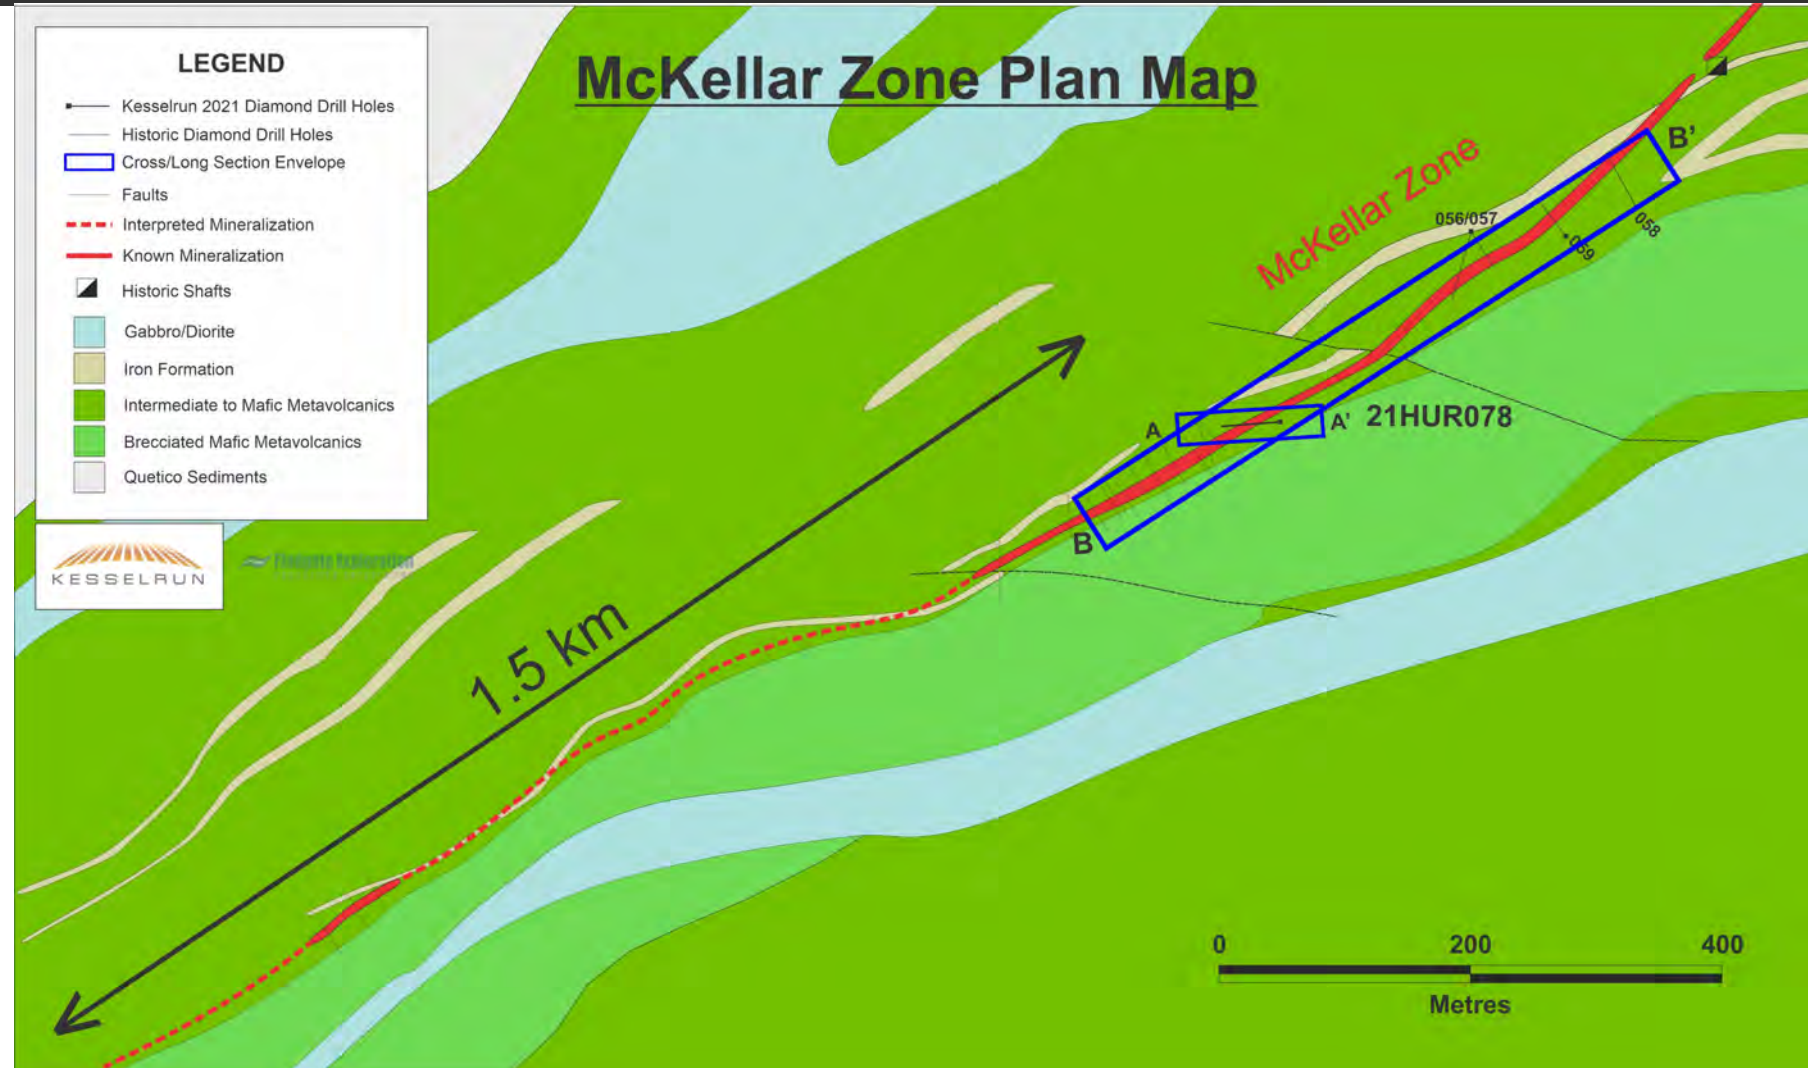 LEGEND
Kesselrun 2021 Diamond Drill Holes
Historic Diamond Drill Holes
Cross/Long Section Envelope
Faults
Interpreted Mineralization
Known Mineralization
Historic Shafts
Gabbro/Diorite
Iron Formation
Intermediate to Mafic Metavolcanics
Brecciated Mafic Metavolcanics
Quetico Sediments
KESSELRUN
McKellar Zone Plan Map
McKellar Zone
B'
056/057
058
059
A
A'
21HUR078
B
1.5 km
0
200
400
Metres